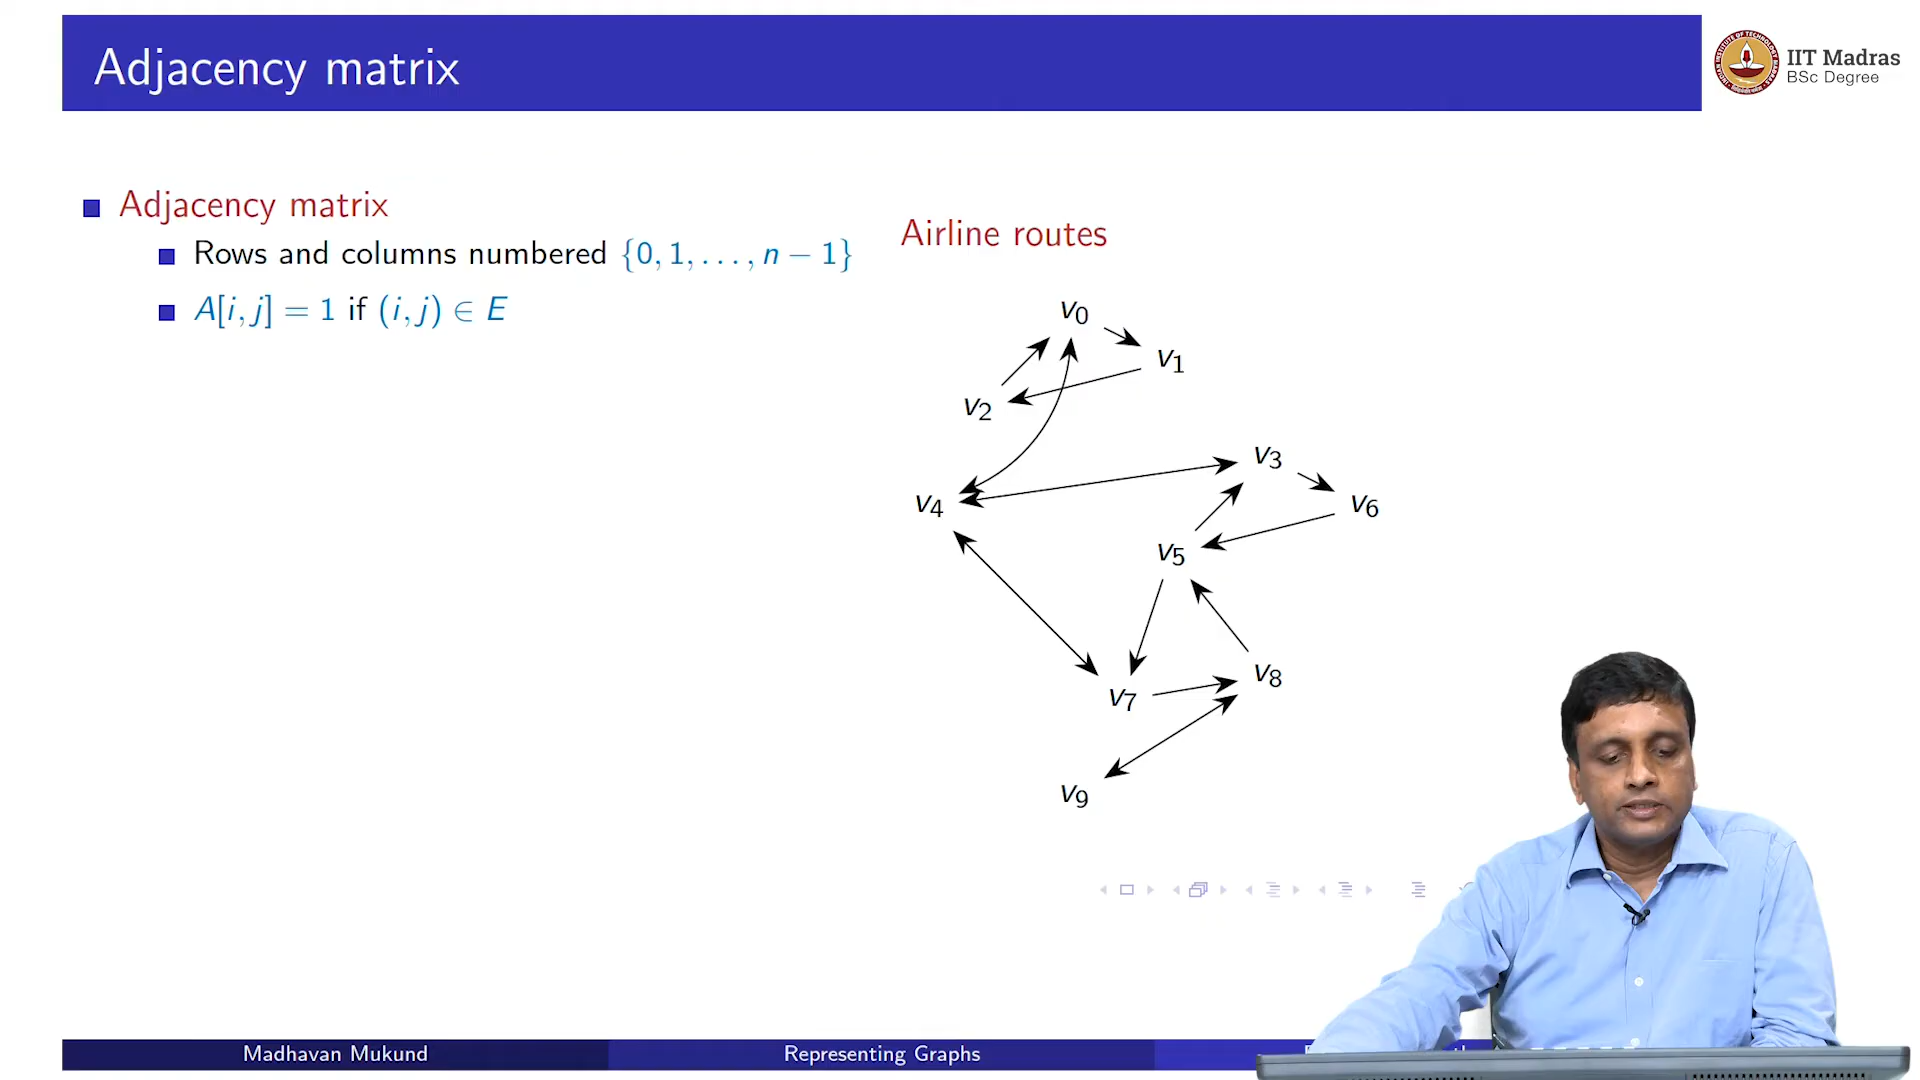 Adjacency matrix
IIT Madras
BSc Degree
Adjacency matrix
Rows and columns numbered {0, 1, . . . , n − 1}
A[i, j] = 1 if (i, j) ∈ E
Airline routes
v0
v1
v2
v3
v4
v6
v5
v8
v7
v9
Madhavan Mukund
Representing Graphs